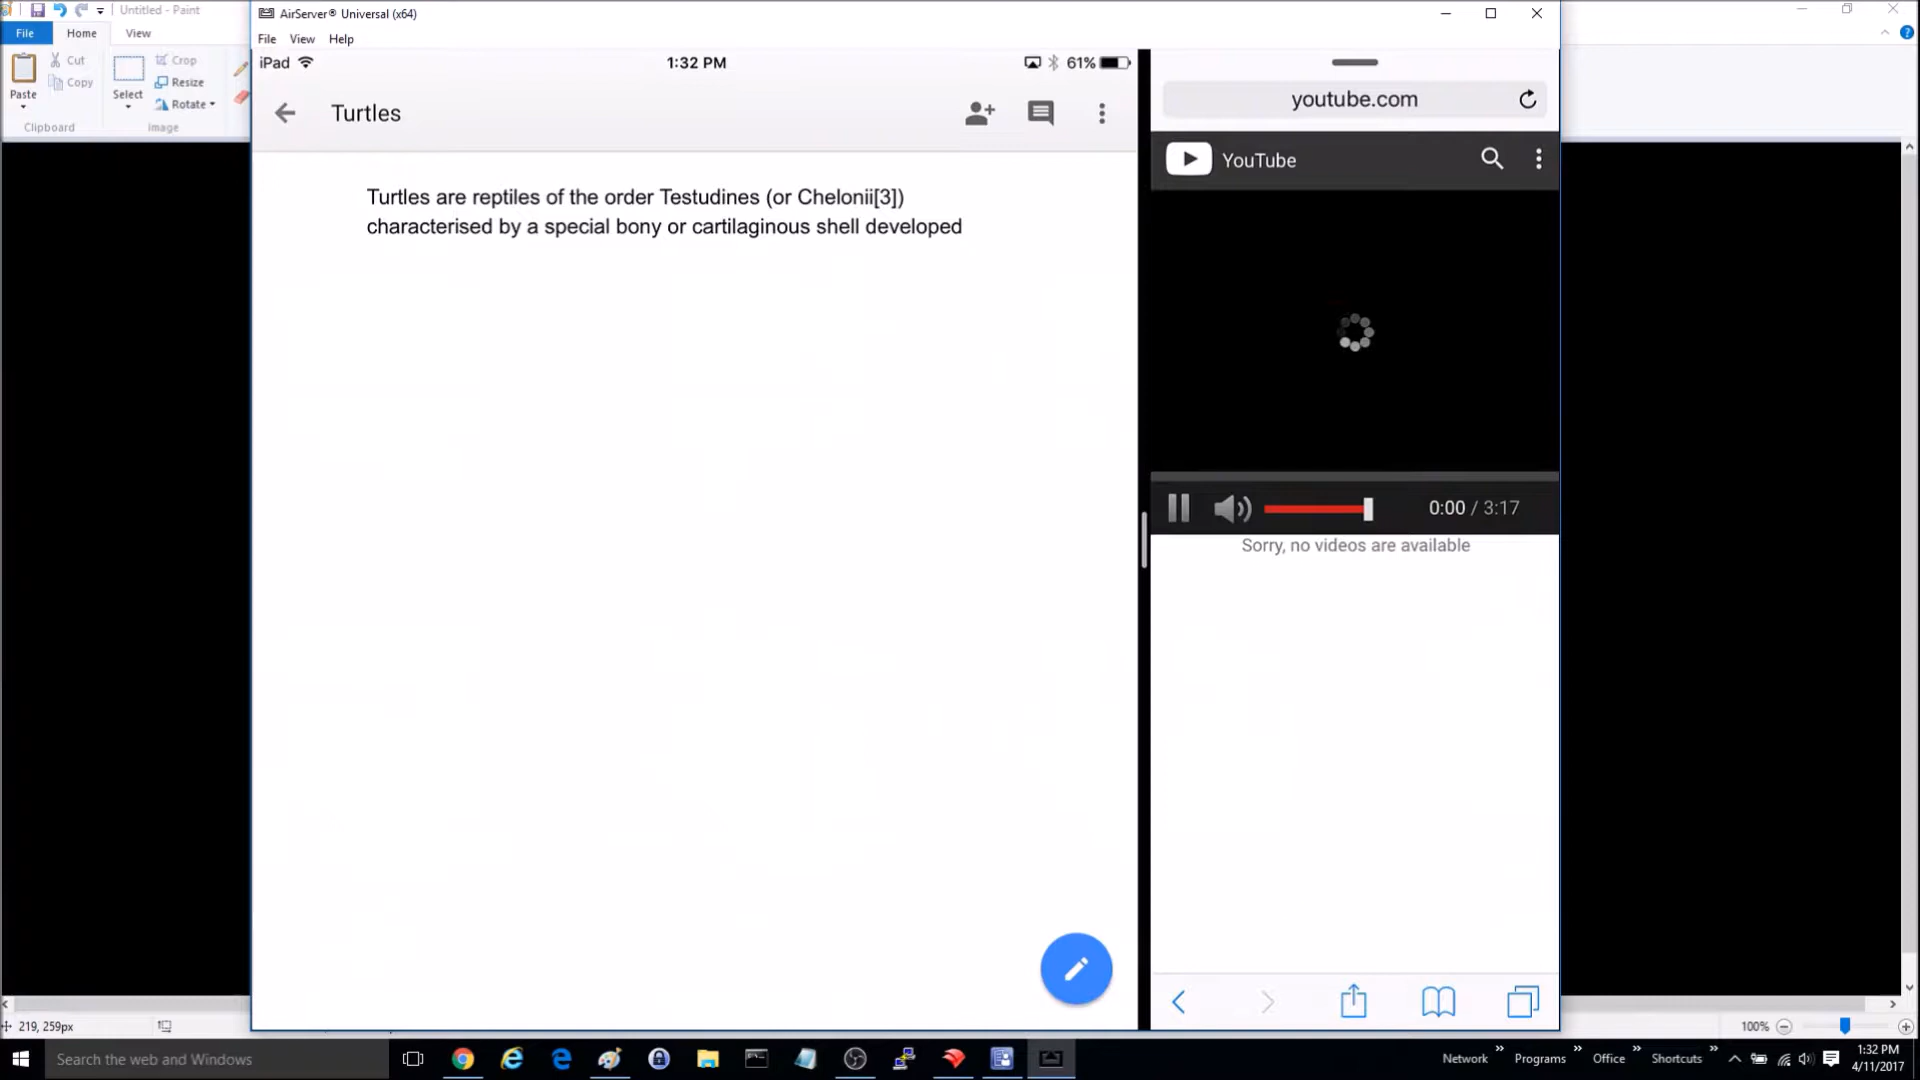 Untitled - Paint
File
Home
View
Paste
Cut
Copy
Clipboard
Select
Crop
Resize
Rotate
Image
AirServer® Universal (x64)
File
View
Help
iPad
1:32 PM
61%
Turtles
Turtles are reptiles of the order Testudines (or Chelonii[3])
characterised by a special bony or cartilaginous shell developed
youtube.com
YouTube
0:00 / 3:17
Sorry, no videos are available
219, 259px
100%
Search the web and Windows
Network
Programs
Office
Shortcuts
1:32 PM
4/11/2017